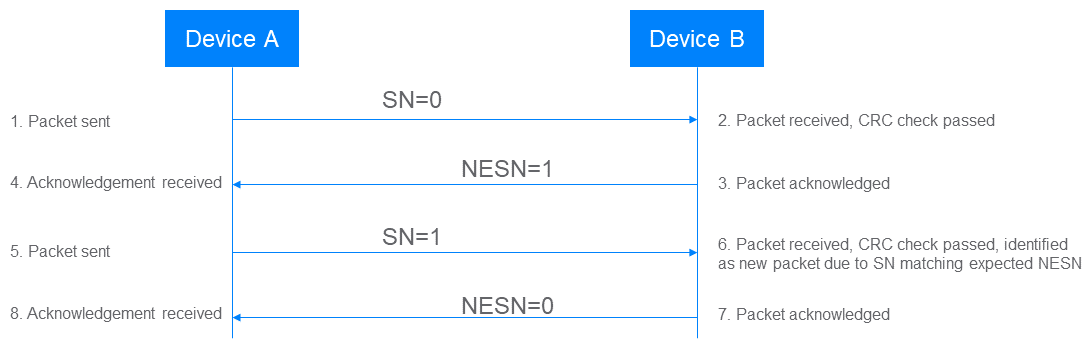 Device A
Device B
SN=0
1. Packet sent
2. Packet received, CRC check passed
NESN=1
4. Acknowledgement received
3. Packet acknowledged
SN=1
5. Packet sent
6. Packet received, CRC check passed, identified
as new packet due to SN matching expected NESN
NESN=0
8. Acknowledgement received
7. Packet acknowledged